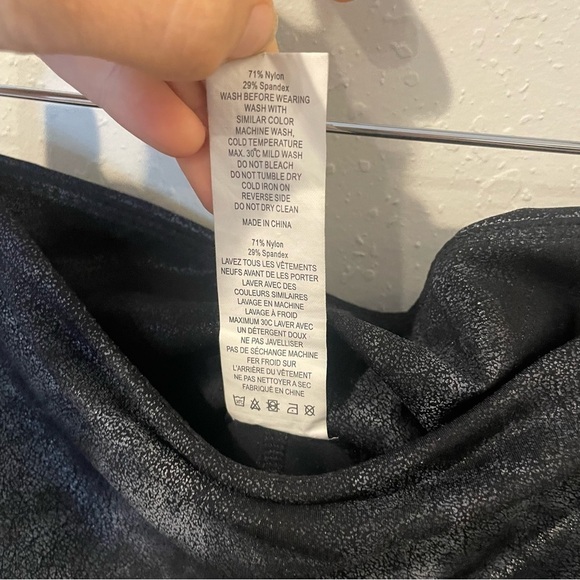 71% Nylon
29% Spandex
WASH BEFORE WEARING
WASH WITH
SIMILAR COLOR
MACHINE WASH,
COLD TEMPERATURE
MAX. 30°C MILD WASH
DO NOT BLEACH
DO NOT TUMBLE DRY
COLD IRON ON
REVERSE SIDE
DO NOT DRY CLEAN
MADE IN CHINA
71% Nylon
29% Spandex
LAVEZ TOUS LES VÊTEMENTS
NEUFS AVANT DE LES PORTER
LAVER AVEC DES
COULEURS SIMILAIRES
LAVAGE EN MACHINE
LAVAGE À FROID
MAXIMUM 30C LAVER AVEC
UN DÉTERGENT DOUX
NE PAS JAVELLISER
PAS DE SÉCHANGE MACHINE
FER FROID SUR
L'ARRIÈRE DU VÊTEMENT
NE PAS NETTOYER A SEC
FABRIQUÉ EN CHINE